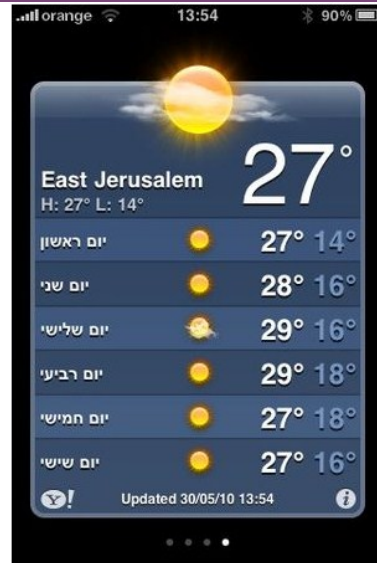 orange 13:54 90%
27°
East Jerusalem
H: 27° L: 14°
יום ראשון 27° 14°
יום שני 28° 16°
יום שלישי 29° 16°
יום רביעי 29° 18°
יום חמישי 27° 18°
יום שישי 27° 16°
Y! Updated 30/05/10 13:54 i